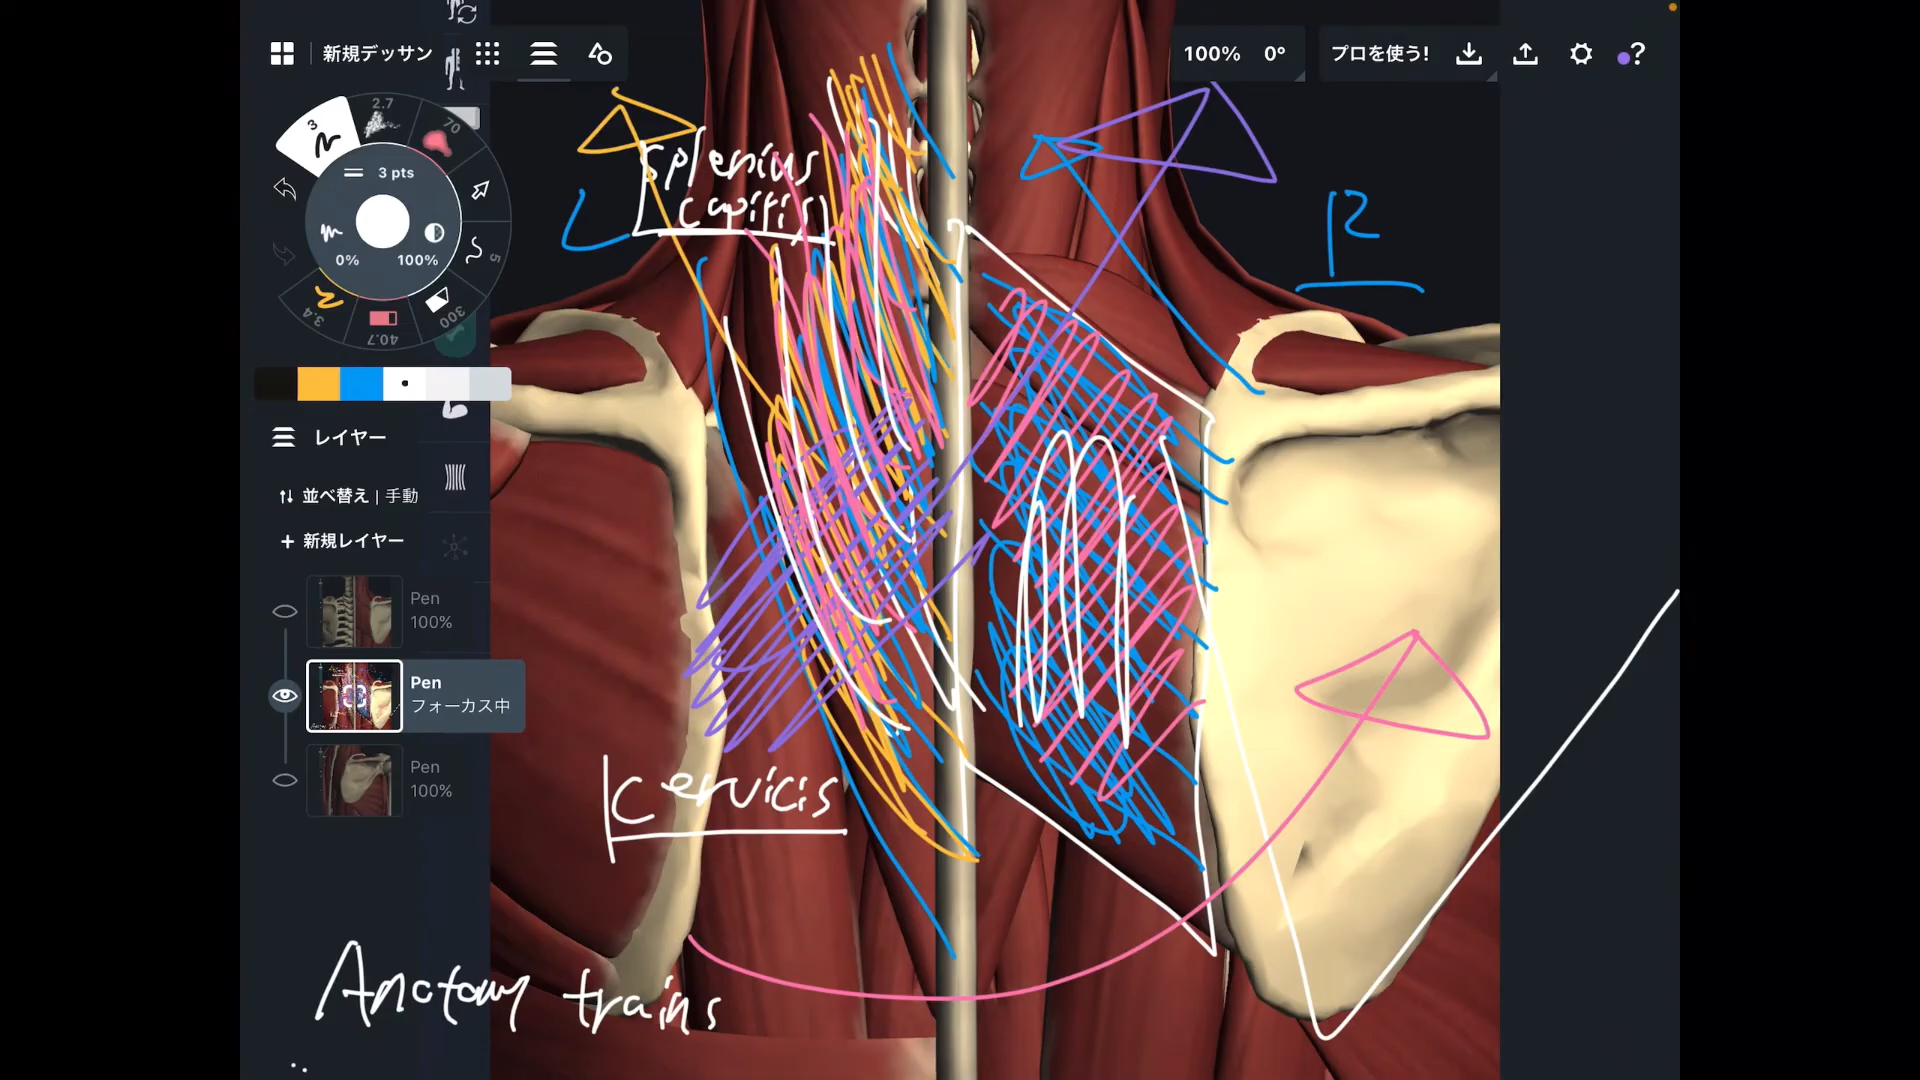 新規デッサン
100% 0° プロを使う!
?
3
2.7
70
3 pts
5
0% 100%
3.4
40.7
300
レイヤー
並べ替え | 手動
+ 新規レイヤー
Pen
100%
Pen
フォーカス中
Pen
100%
L
Splenius
capitis
R
Cervicis
Anatomy trains